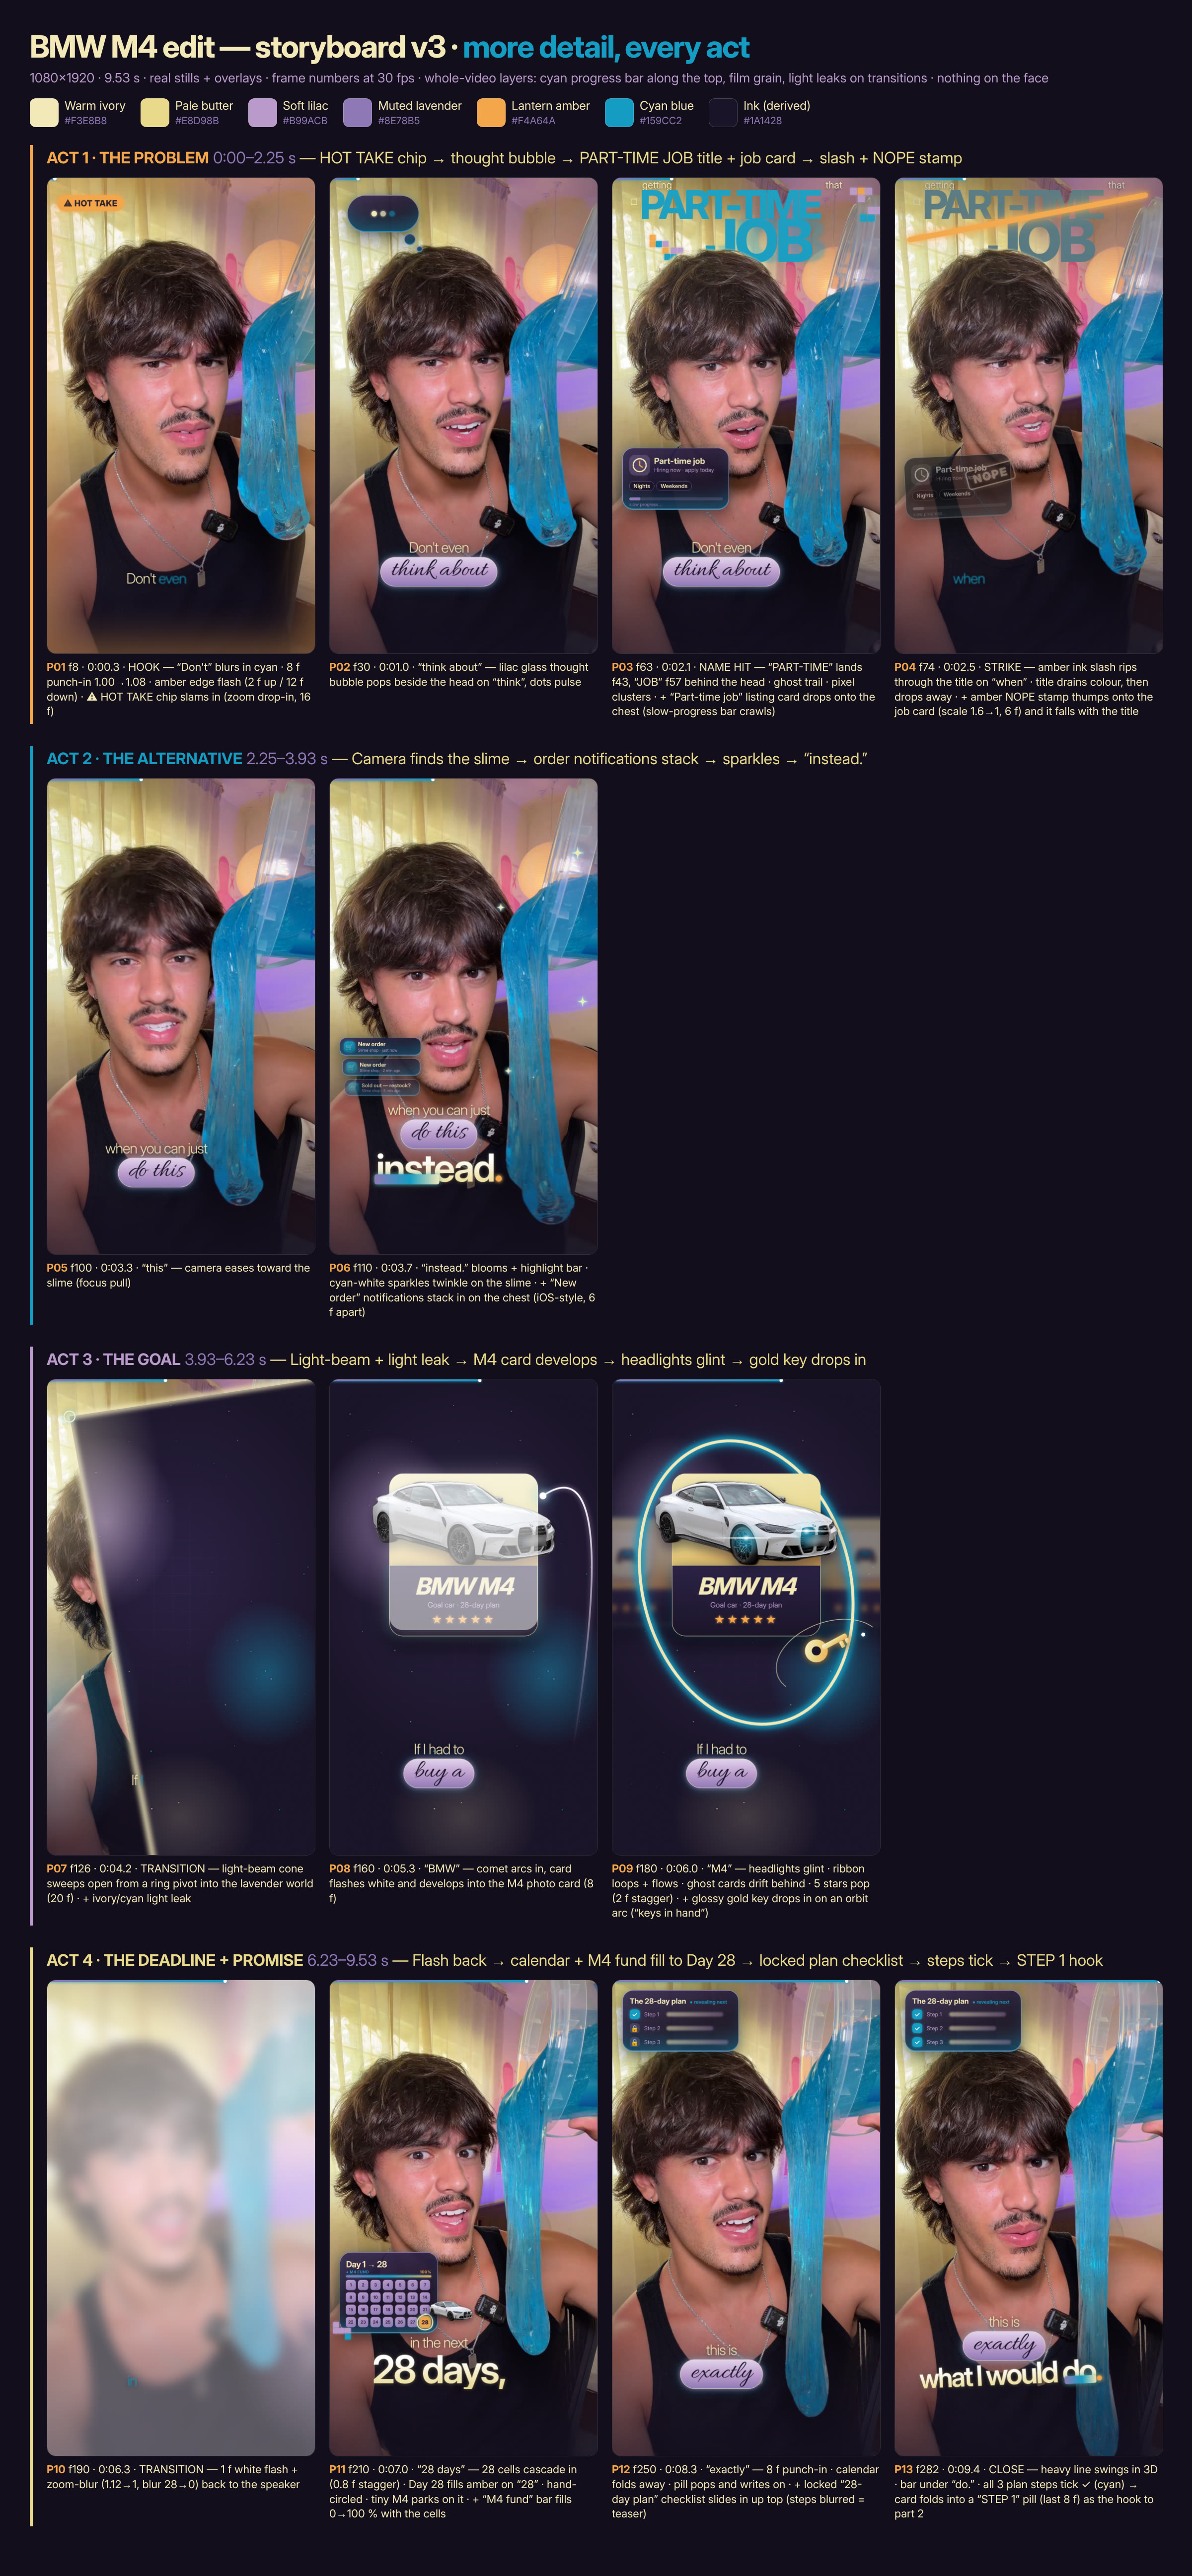 BMW M4 edit — storyboard v3 · more detail, every act
1080×1920 · 9.53 s · real stills + overlays · frame numbers at 30 fps · whole-video layers: cyan progress bar along the top, film grain, light leaks on transitions · nothing on the face
Warm ivory
#F3E8B8
Pale butter
#E8D98B
Soft lilac
#B99ACB
Muted lavender
#8E78B5
Lantern amber
#F4A64A
Cyan blue
#159CC2
Ink (derived)
#1A1428
ACT 1 · THE PROBLEM 0:00–2.25 s — HOT TAKE chip → thought bubble → PART-TIME JOB title + job card → slash + NOPE stamp
⚠ HOT TAKE
Don't even
Don't even
think about
getting that
PART-TIME
JOB
Part-time job
Hiring now · apply today
Nights Weekends
Don't even
think about
getting that
PART-TIME
JOB
Part-time job
Hiring now
NOPE
Nights Weekends
when
P01 f8 · 0:00.3 · HOOK — “Don't” blurs in cyan · 8 f
punch-in 1.00→1.08 · amber edge flash (2 f up / 12 f
down) · ⚠ HOT TAKE chip slams in (zoom drop-in, 16
f)
P02 f30 · 0:01.0 · “think about” — lilac glass thought
bubble pops beside the head on “think”, dots pulse
P03 f63 · 0:02.1 · NAME HIT — “PART-TIME” lands
f43, “JOB” f57 behind the head · ghost trail · pixel
clusters · + “Part-time job” listing card drops onto the
chest (slow-progress bar crawls)
P04 f74 · 0:02.5 · STRIKE — amber ink slash rips
through the title on “when” · title drains colour, then
drops away · + amber NOPE stamp thumps onto the
job card (scale 1.6→1, 6 f) and it falls with the title
ACT 2 · THE ALTERNATIVE 2.25–3.93 s — Camera finds the slime → order notifications stack → sparkles → “instead.”
when you can just
do this
New order
New order
Sold out — restock?
when you can just
do this
instead.
P05 f100 · 0:03.3 · “this” — camera eases toward the
slime (focus pull)
P06 f110 · 0:03.7 · “instead.” blooms + highlight bar ·
cyan-white sparkles twinkle on the slime · + “New
order” notifications stack in on the chest (iOS-style, 6
f apart)
ACT 3 · THE GOAL 3.93–6.23 s — Light-beam + light leak → M4 card develops → headlights glint → gold key drops in
If
BMW M4
Goal car · 28-day plan
If I had to
buy a
BMW M4
Goal car · 28-day plan
If I had to
buy a
P07 f126 · 0:04.2 · TRANSITION — light-beam cone
sweeps open from a ring pivot into the lavender world
(20 f) · + ivory/cyan light leak
P08 f160 · 0:05.3 · “BMW” — comet arcs in, card
flashes white and develops into the M4 photo card (8
f)
P09 f180 · 0:06.0 · “M4” — headlights glint · ribbon
loops + flows · ghost cards drift behind · 5 stars pop
(2 f stagger) · + glossy gold key drops in on an orbit
arc (“keys in hand”)
ACT 4 · THE DEADLINE + PROMISE 6.23–9.53 s — Flash back → calendar + M4 fund fill to Day 28 → locked plan checklist → steps tick → STEP 1 hook
Day 1 → 28
M4 FUND 100%
28
in the next
28 days,
The 28-day plan • revealing next
Step 1
Step 2
Step 3
this is
exactly
The 28-day plan • revealing next
Step 1
Step 2
Step 3
this is
exactly
what I would do.
P10 f190 · 0:06.3 · TRANSITION — 1 f white flash +
zoom-blur (1.12→1, blur 28→0) back to the speaker
P11 f210 · 0:07.0 · “28 days” — 28 cells cascade in
(0.8 f stagger) · Day 28 fills amber on “28” · hand-
circled · tiny M4 parks on it · + “M4 fund” bar fills
0→100 % with the cells
P12 f250 · 0:08.3 · “exactly” — 8 f punch-in · calendar
folds away · pill pops and writes on · + locked “28-
day plan” checklist slides in up top (steps blurred =
teaser)
P13 f282 · 0:09.4 · CLOSE — heavy line swings in 3D
· bar under “do.” · all 3 plan steps tick ✓ (cyan) →
card folds into a “STEP 1” pill (last 8 f) as the hook to
part 2